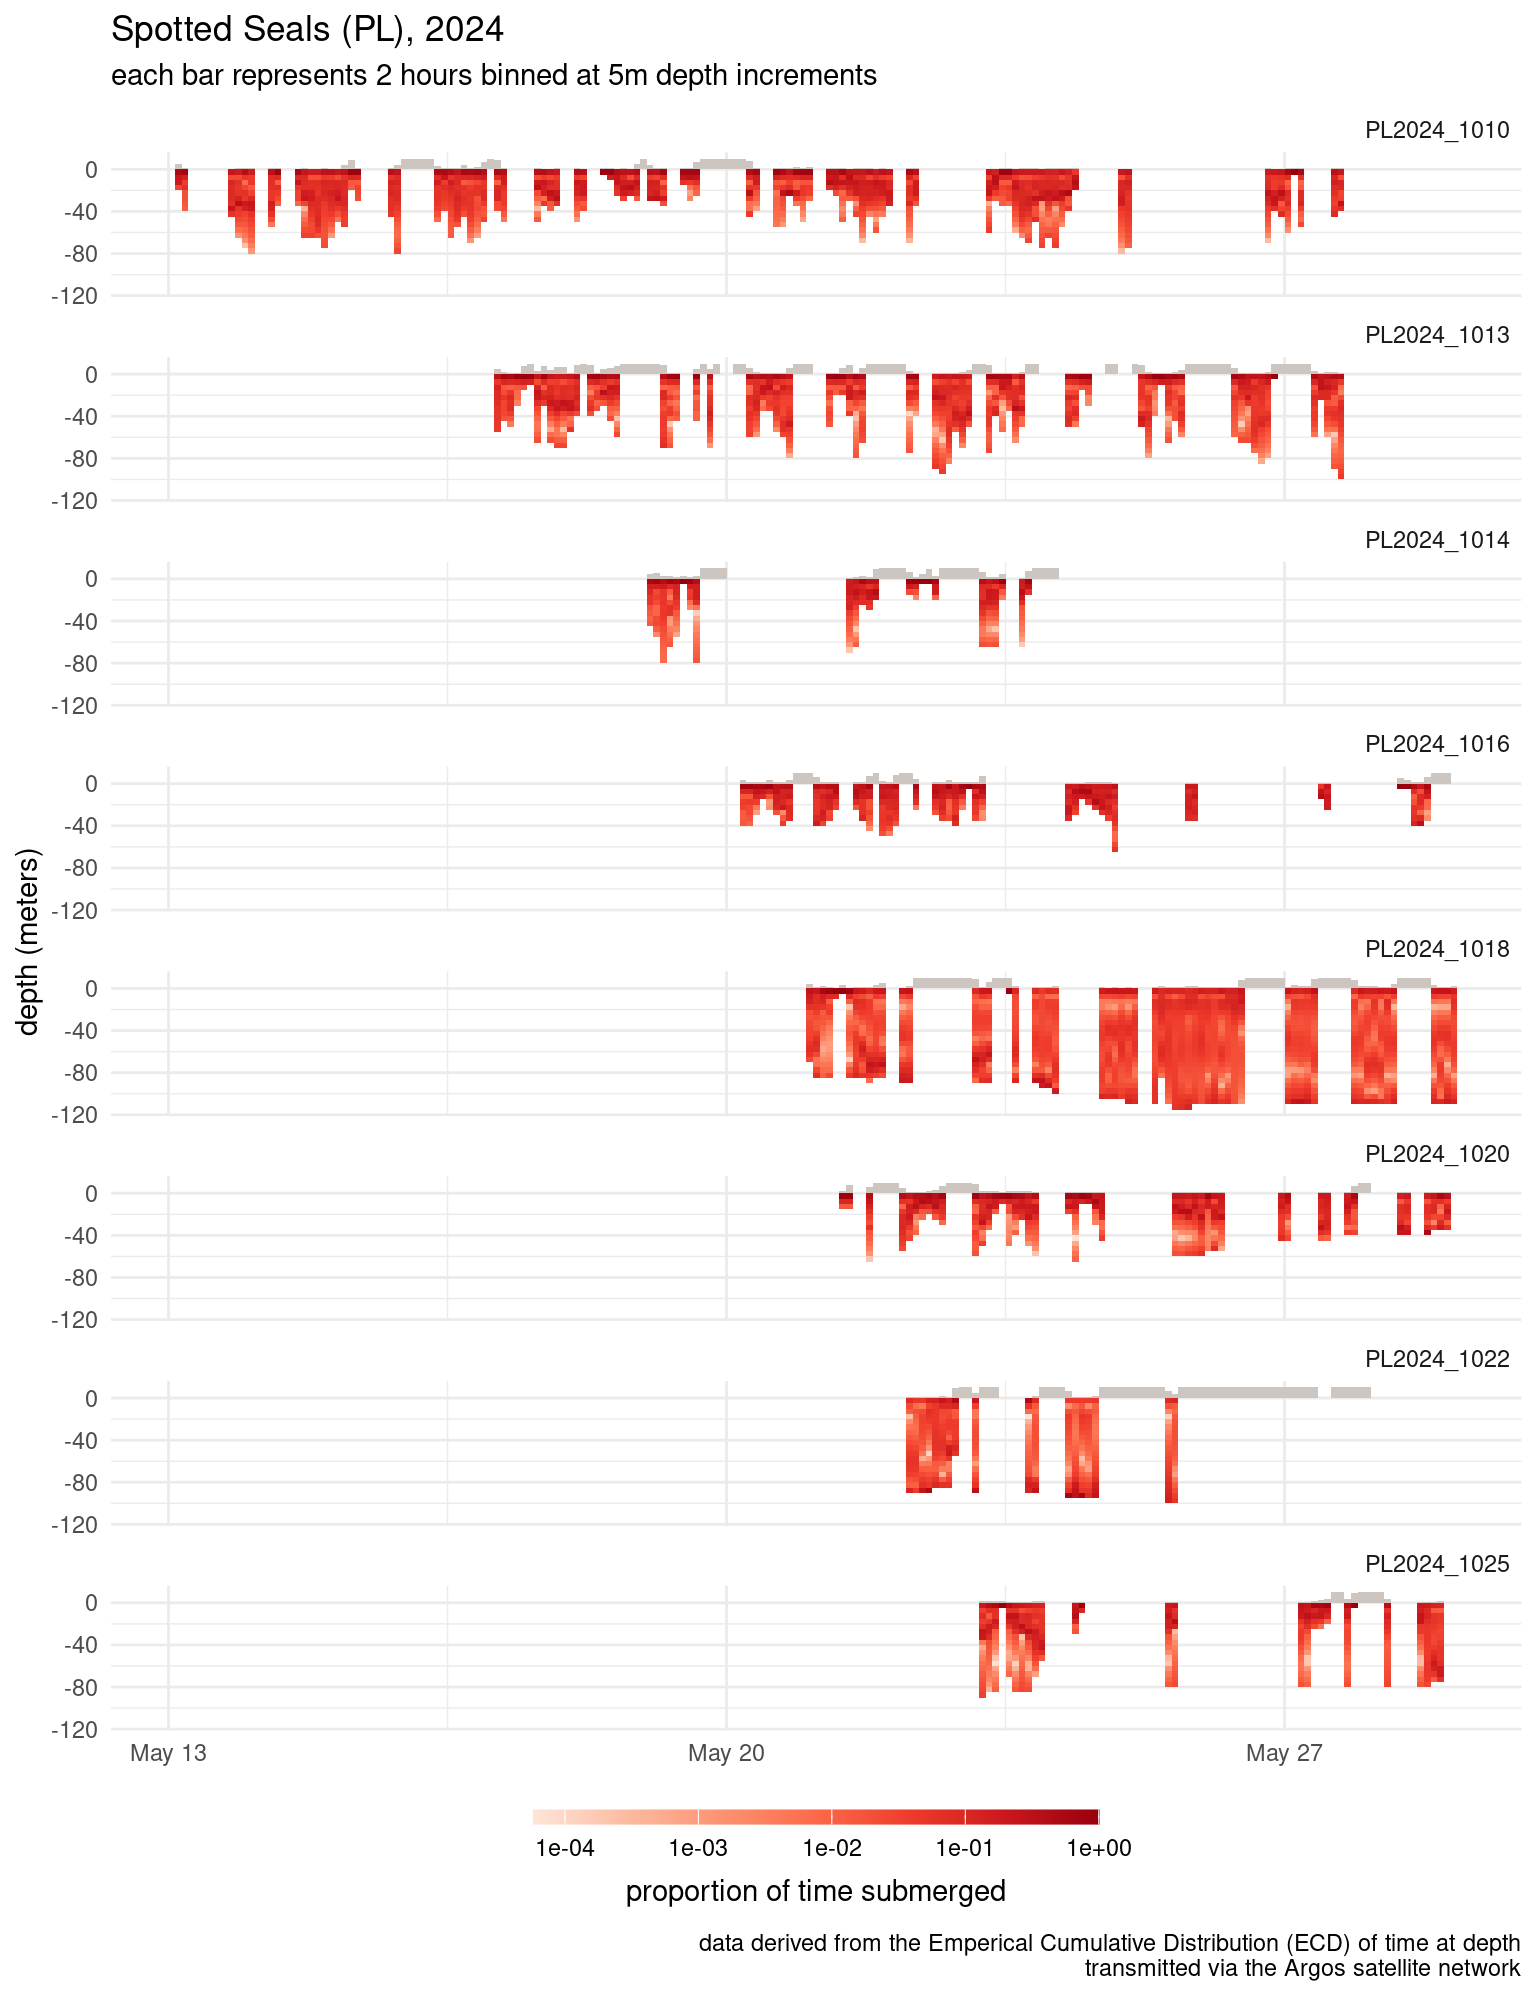 Spotted Seals (PL), 2024
each bar represents 2 hours binned at 5m depth increments
PL2024_1010
0
-40
-80
-120
PL2024_1013
0
-40
-80
-120
PL2024_1014
0
-40
-80
-120
PL2024_1016
0
-40
-80
-120
depth (meters)
PL2024_1018
0
-40
-80
-120
PL2024_1020
0
-40
-80
-120
PL2024_1022
0
-40
-80
-120
PL2024_1025
0
-40
-80
-120
May 13 May 20 May 27
1e-04 1e-03 1e-02 1e-01 1e+00
proportion of time submerged
data derived from the Emperical Cumulative Distribution (ECD) of time at depth
transmitted via the Argos satellite network